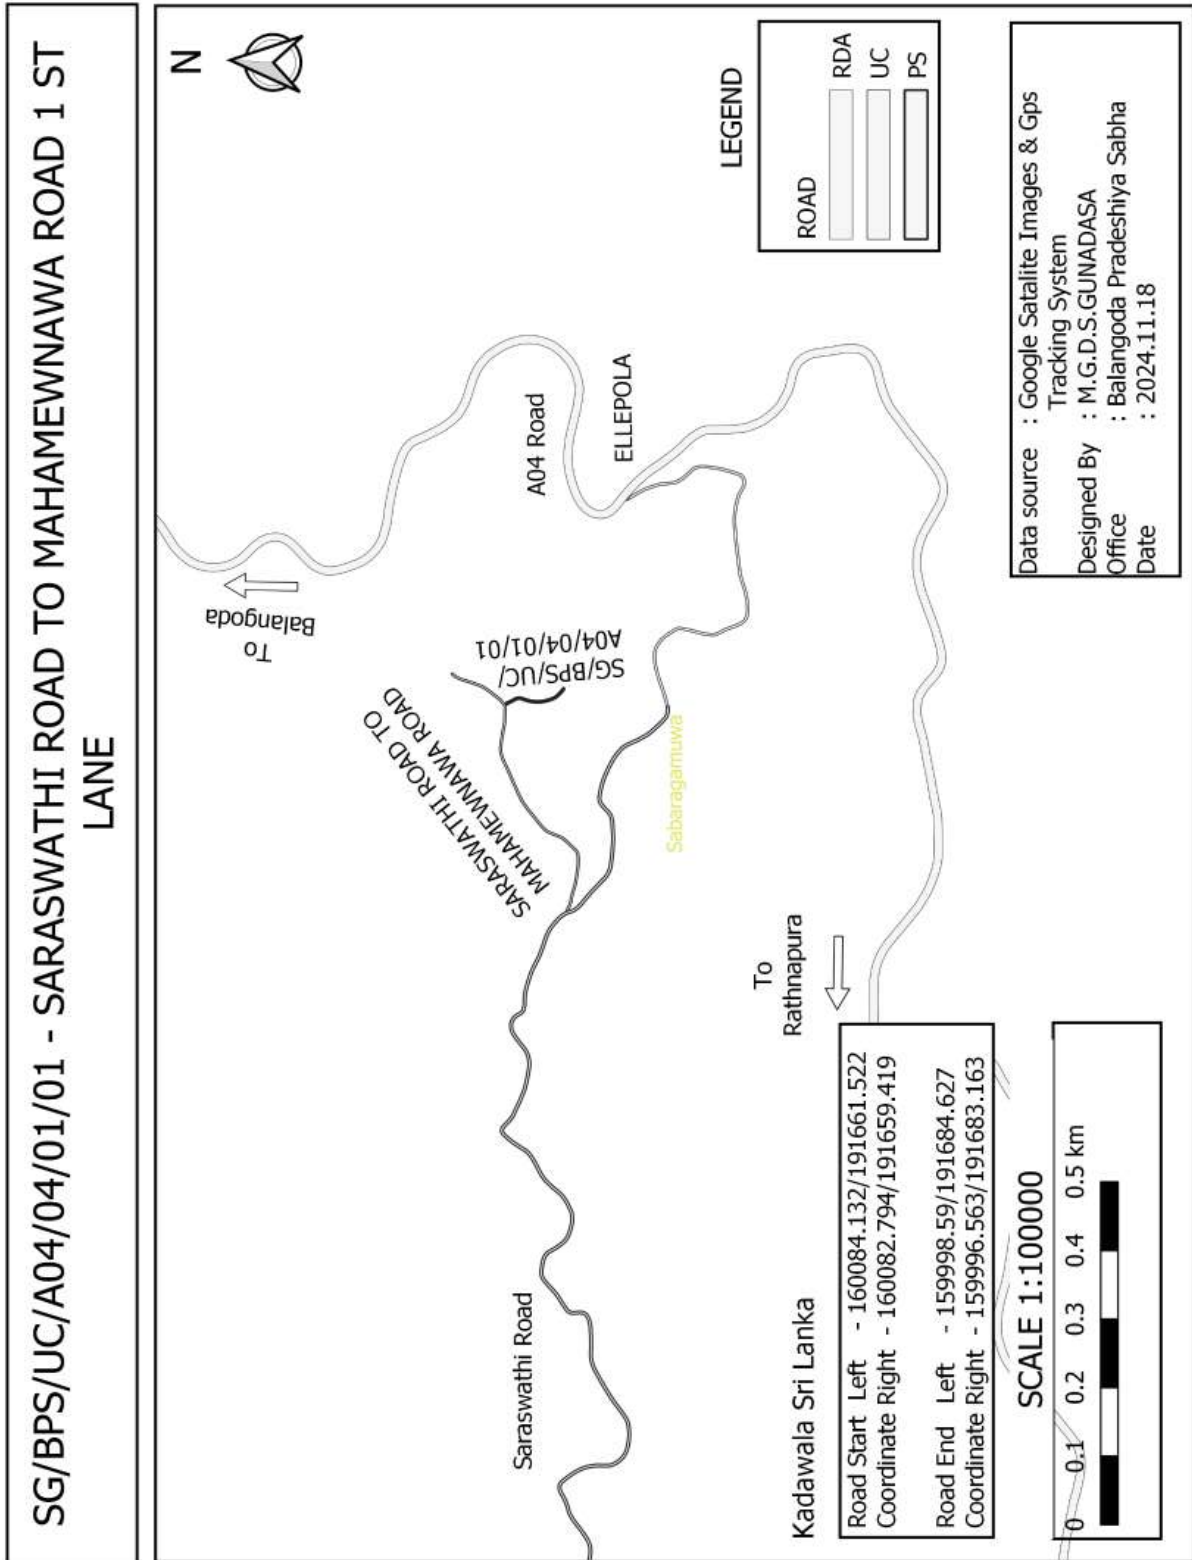 SG/BPS/UC/A04/04/01/01 - SARASWATHI ROAD TO MAHAMEWNAWA ROAD 1 ST
LANE
N
To
Balangoda
A04 Road
ELLEPOLA
SARASWATHI ROAD TO
MAHAMEWNAWA ROAD
SG/BPS/UC/
A04/04/01/01
Sabaragamuwa
Saraswathi Road
To
Rathnapura
LEGEND
ROAD
RDA
UC
PS
Kadawala Sri Lanka
Road Start Left - 160084.132/191661.522
Coordinate Right - 160082.794/191659.419
Road End Left - 159998.59/191684.627
Coordinate Right - 159996.563/191683.163
SCALE 1:100000
0 0.1 0.2 0.3 0.4 0.5 km
Data source : Google Satalite Images & Gps
Tracking System
Designed By : M.G.D.S.GUNADASA
Office : Balangoda Pradeshiya Sabha
Date : 2024.11.18